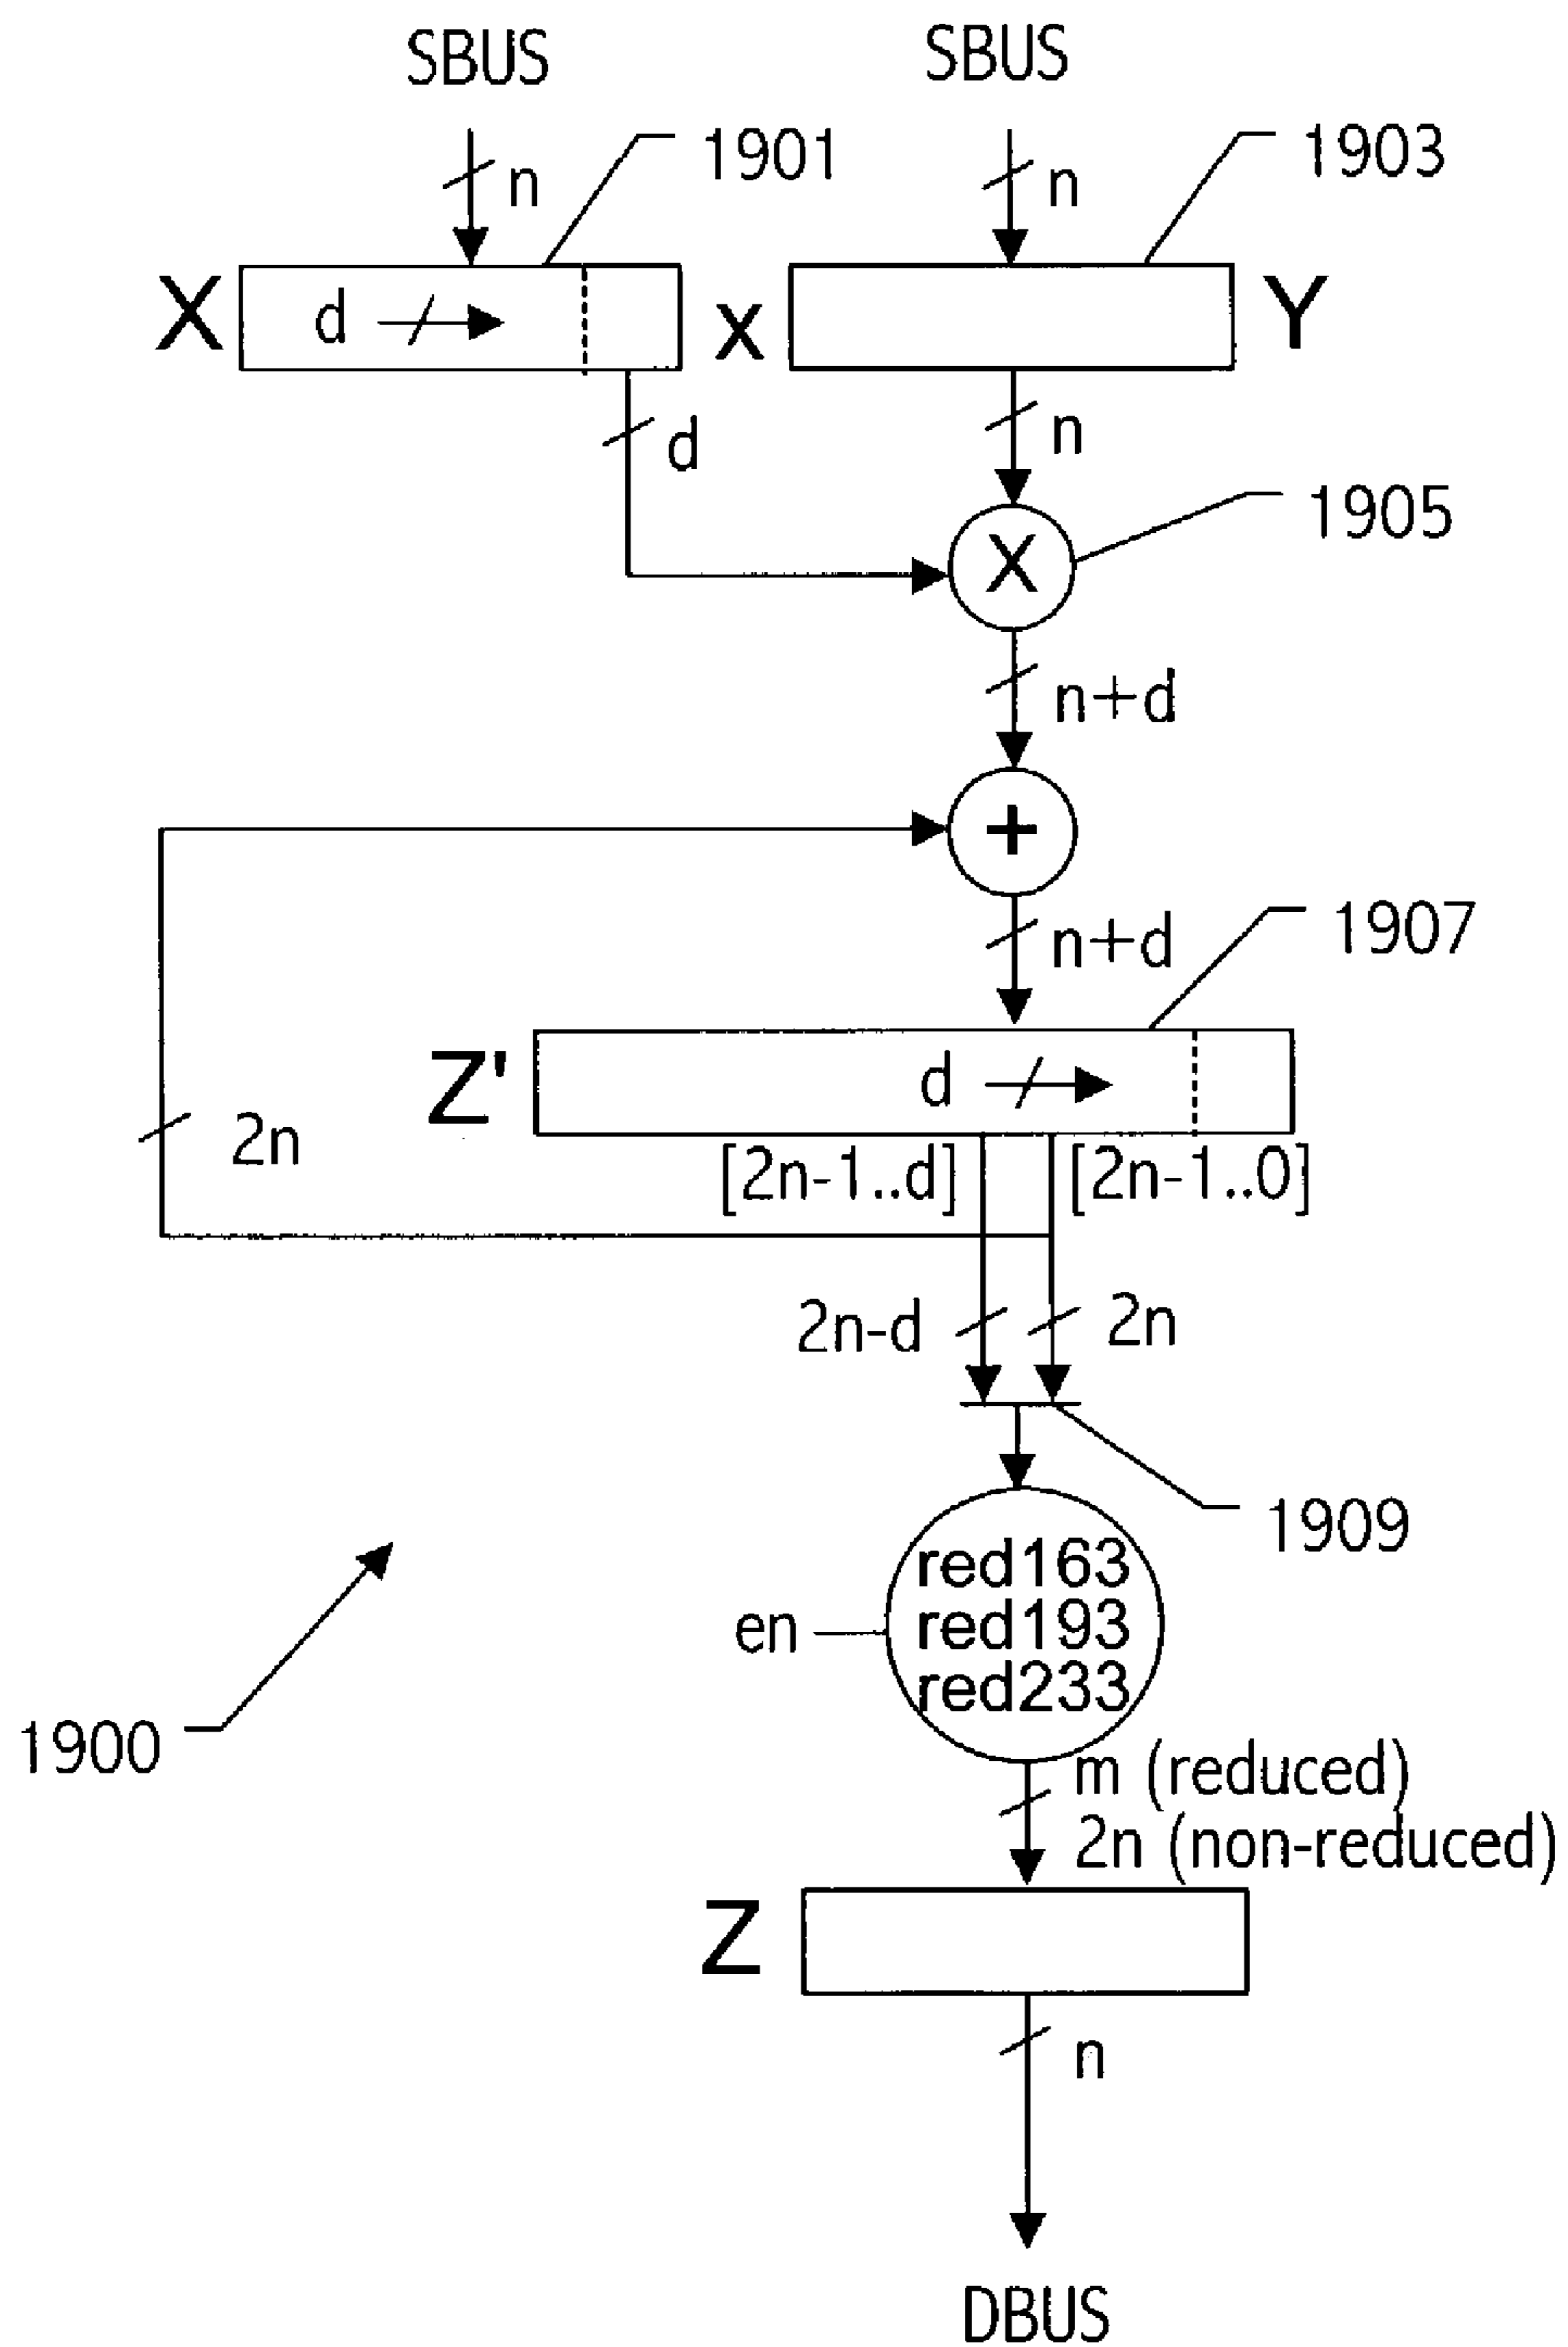 SBUS SBUS
n 1901 n 1903
X d x Y
d n
X 1905
n+d
+
n+d 1907
Z' d
2n [2n-1..d] [2n-1..0]
2n-d 2n
1909
red163
en red193
red233
1900 m (reduced)
2n (non-reduced)
Z
n
DBUS